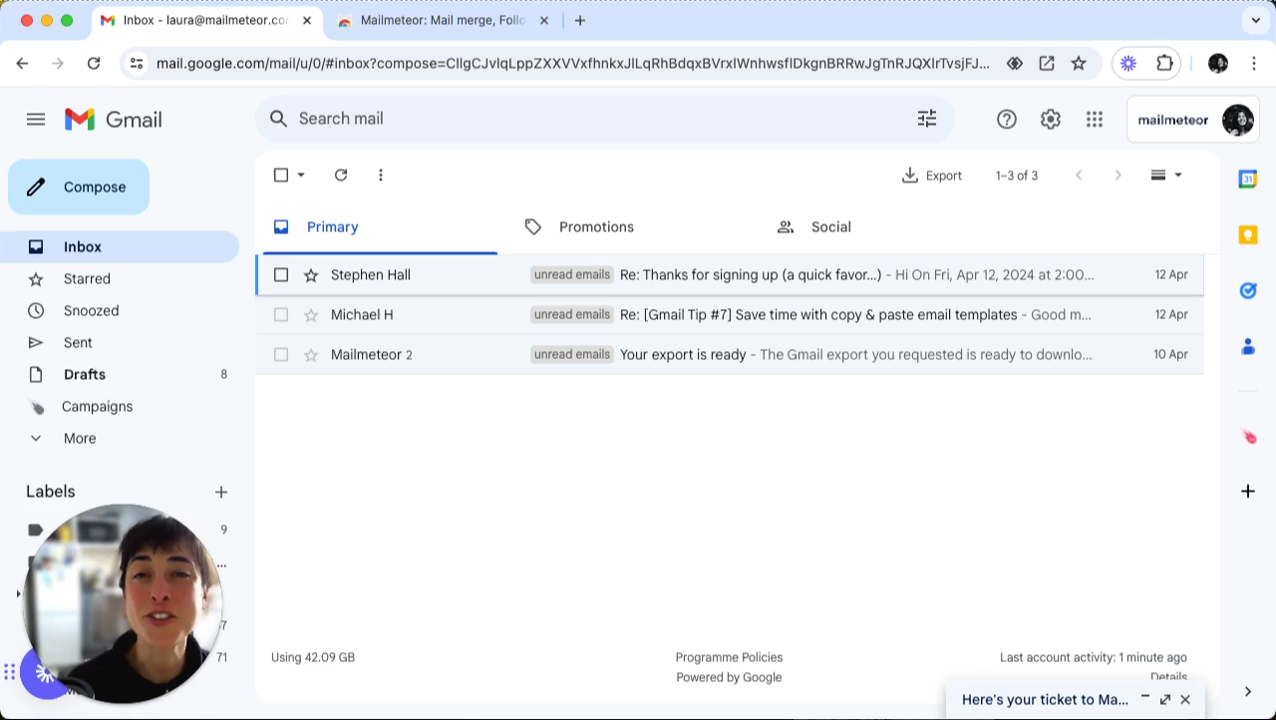 Inbox - laura@mailmeteor.co
Mailmeteor: Mail merge, Follo
mail.google.com/mail/u/0/#inbox?compose=CllgCJvlqLppZXXVVxfhnkxJlLqRhBdqxBVrxlWnhwsflDkgnBRRwJgTnRJQXlrTvsjFJ...
Gmail
Search mail
mailmeteor
Compose
Export
1–3 of 3
Primary
Promotions
Social
Inbox
Starred
Snoozed
Sent
Drafts
8
Campaigns
More
Stephen Hall
unread emails
Re: Thanks for signing up (a quick favor...) - Hi On Fri, Apr 12, 2024 at 2:00...
12 Apr
Michael H
unread emails
Re: [Gmail Tip #7] Save time with copy & paste email templates - Good m...
12 Apr
Mailmeteor 2
unread emails
Your export is ready - The Gmail export you requested is ready to downlo...
10 Apr
Labels
9
...
7
71
31
Using 42.09 GB
Programme Policies
Powered by Google
Last account activity: 1 minute ago
Details
Here's your ticket to Ma...